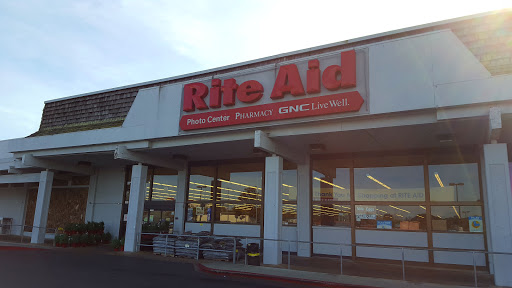 Rite Aid
Photo Center PHARMACY GNC Live Well.